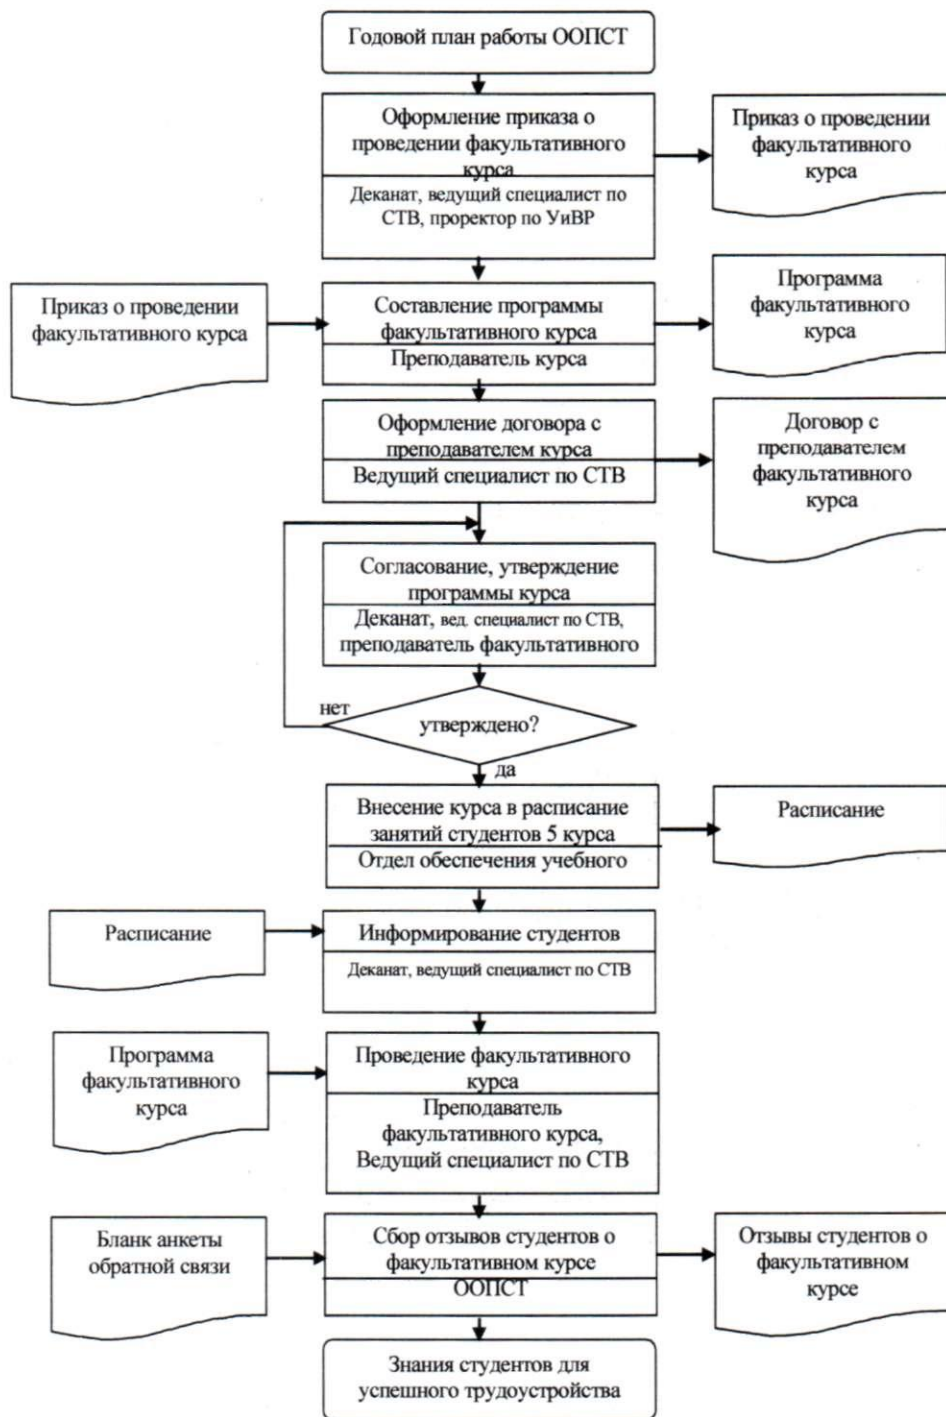 Годовой план работы ООПСТ
Оформление приказа о
проведении факультативного
курса
Деканат, ведущий специалист по
СТВ, проректор по УиВР
Приказ о проведении
факультативного
курса
Приказ о проведении
факультативного курса
Составление программы
факультативного курса
Преподаватель курса
Программа
факультативного
курса
Оформление договора с
преподавателем курса
Ведущий специалист по СТВ
Договор с
преподавателем
факультативного
курса
Согласование, утверждение
программы курса
Деканат, вед. специалист по СТВ,
преподаватель факультативного
нет
утверждено?
да
Внесение курса в расписание
занятий студентов 5 курса
Отдел обеспечения учебного
Расписание
Расписание
Информирование студентов
Деканат, ведущий специалист по СТВ
Программа
факультативного
курса
Проведение факультативного
курса
Преподаватель
факультативного курса,
Ведущий специалист по СТВ
Бланк анкеты
обратной связи
Сбор отзывов студентов о
факультативном курсе
ООПСТ
Отзывы студентов о
факультативном
курсе
Знания студентов для
успешного трудоустройства